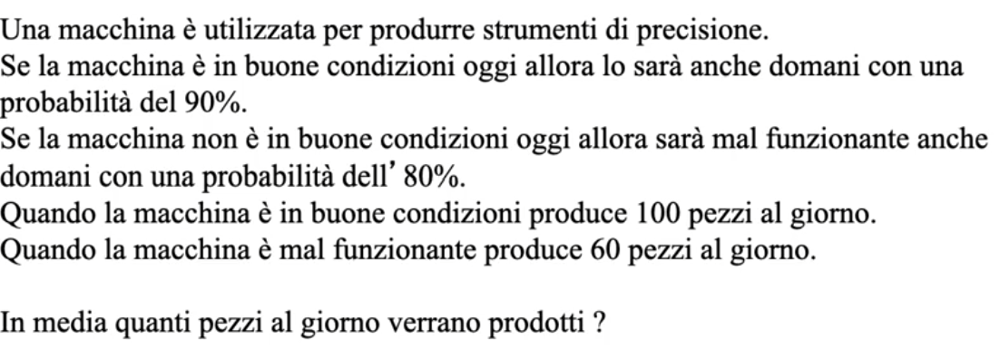 Una macchina è utilizzata per produrre strumenti di precisione.
Se la macchina è in buone condizioni oggi allora lo sarà anche domani con una
probabilità del 90%.
Se la macchina non è in buone condizioni oggi allora sarà mal funzionante anche
domani con una probabilità dell’ 80%.
Quando la macchina è in buone condizioni produce 100 pezzi al giorno.
Quando la macchina è mal funzionante produce 60 pezzi al giorno.
In media quanti pezzi al giorno verrano prodotti ?